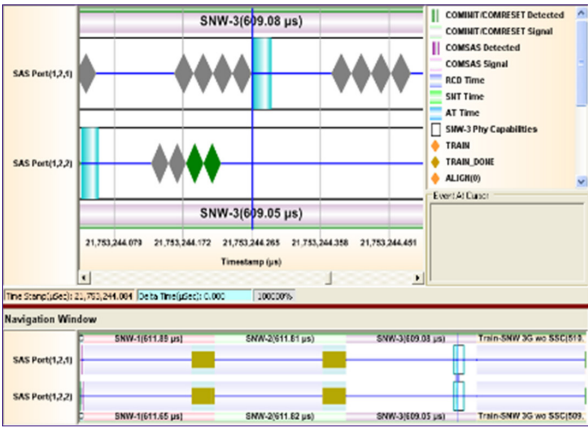 SNW-3(609.08 µs)
SAS Port(1,2,1)
SAS Port(1,2,2)
SNW-3(609.05 µs)
21,753,244.079 21,753,244.172 21,753,244.265 21,753,244.358 21,753,244.451
Timestamp (µs)
COMINIT/COMRESET Detected
COMINIT/COMRESET Signal
COMSAS Detected
COMSAS Signal
RCD Time
SNT Time
AT Time
SNW-3 Phy Capabilities
TRAIN
TRAIN_DONE
ALIGN(0)
Event At Cursor
Time Stamp(µSec): 21,753,244.084 Delta Time(µSec): 0.000 100000%
Navigation Window
SNW-1(611.89 µs) SNW-2(611.81 µs) SNW-3(609.08 µs) Train-SNW 3G wo SSC(510.
SAS Port(1,2,1)
SAS Port(1,2,2)
SNW-1(611.65 µs) SNW-2(611.82 µs) SNW-3(609.05 µs) Train-SNW 3G wo SSC(509.